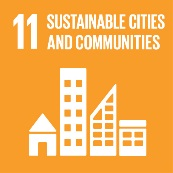 11 SUSTAINABLE CITIES
AND COMMUNITIES